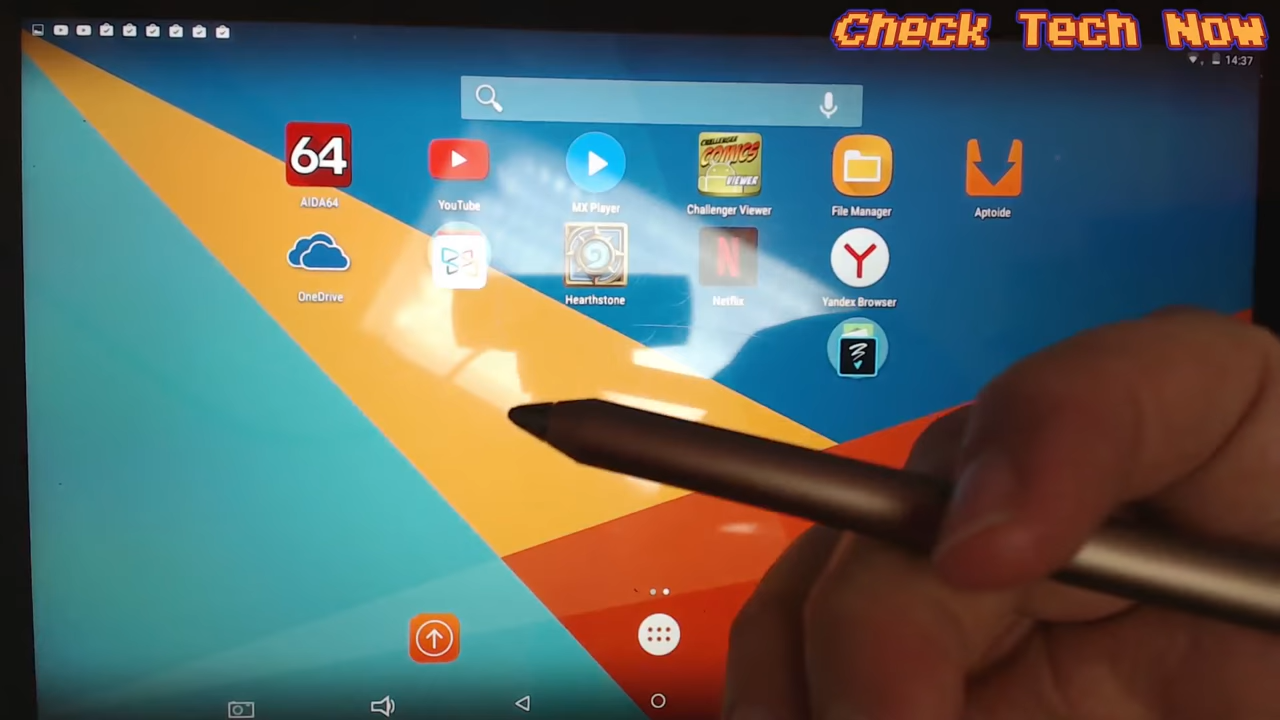 Check Tech Now
14:37
64
CHALLENGER
COMICS
VIEWER
AIDA64
YouTube
MX Player
Challenger Viewer
File Manager
Aptoide
N
Y
OneDrive
Hearthstone
Netflix
Yandex Browser